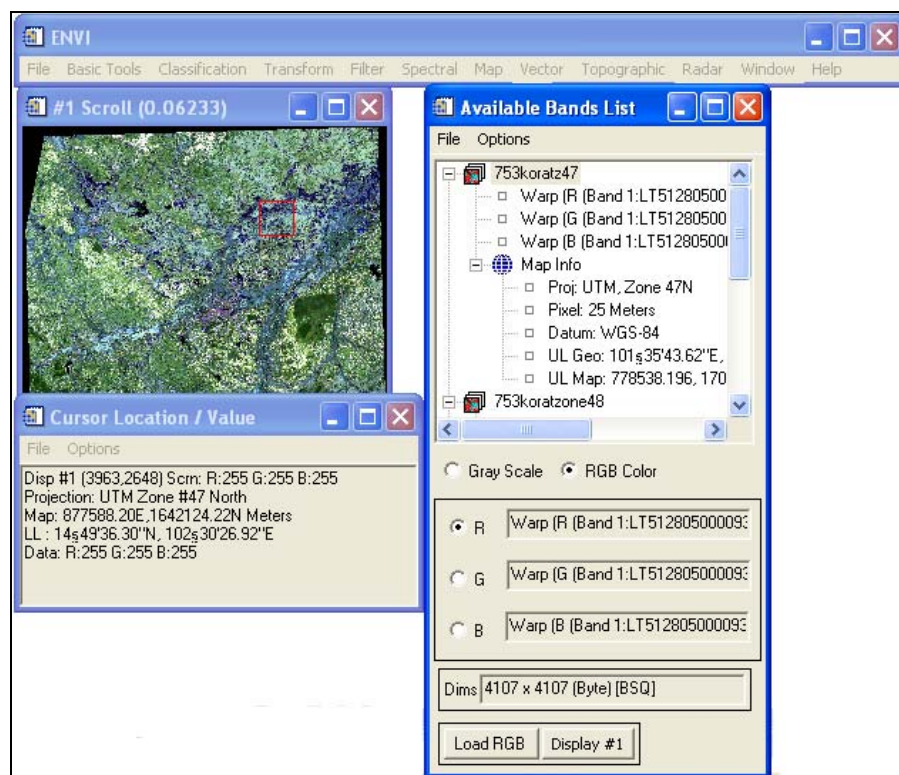 ENVI
File Basic Tools Classification Transform Filter Spectral Map Vector Topographic Radar Window Help
#1 Scroll (0.06233)
Cursor Location / Value
File Options
Disp #1 (3963,2648) Scrn: R:255 G:255 B:255
Projection: UTM Zone #47 North
Map: 877588.20E,1642124.22N Meters
LL : 14ş49'36.30"N, 102ş30'26.92"E
Data: R:255 G:255 B:255
Available Bands List
File Options
753koratz47
Warp (R (Band 1:LT51280500
Warp (G (Band 1:LT51280500
Warp (B (Band 1:LT5128050
Map Info
Proj: UTM, Zone 47N
Pixel: 25 Meters
Datum: WGS-84
UL Geo: 101ş35'43.62"E,
UL Map: 778538.196, 170
753koratzone48
Gray Scale RGB Color
R Warp (R (Band 1:LT51280500093
G Warp (G (Band 1:LT51280500093
B Warp (B (Band 1:LT51280500093
Dims 4107 x 4107 (Byte) [BSQ]
Load RGB Display #1